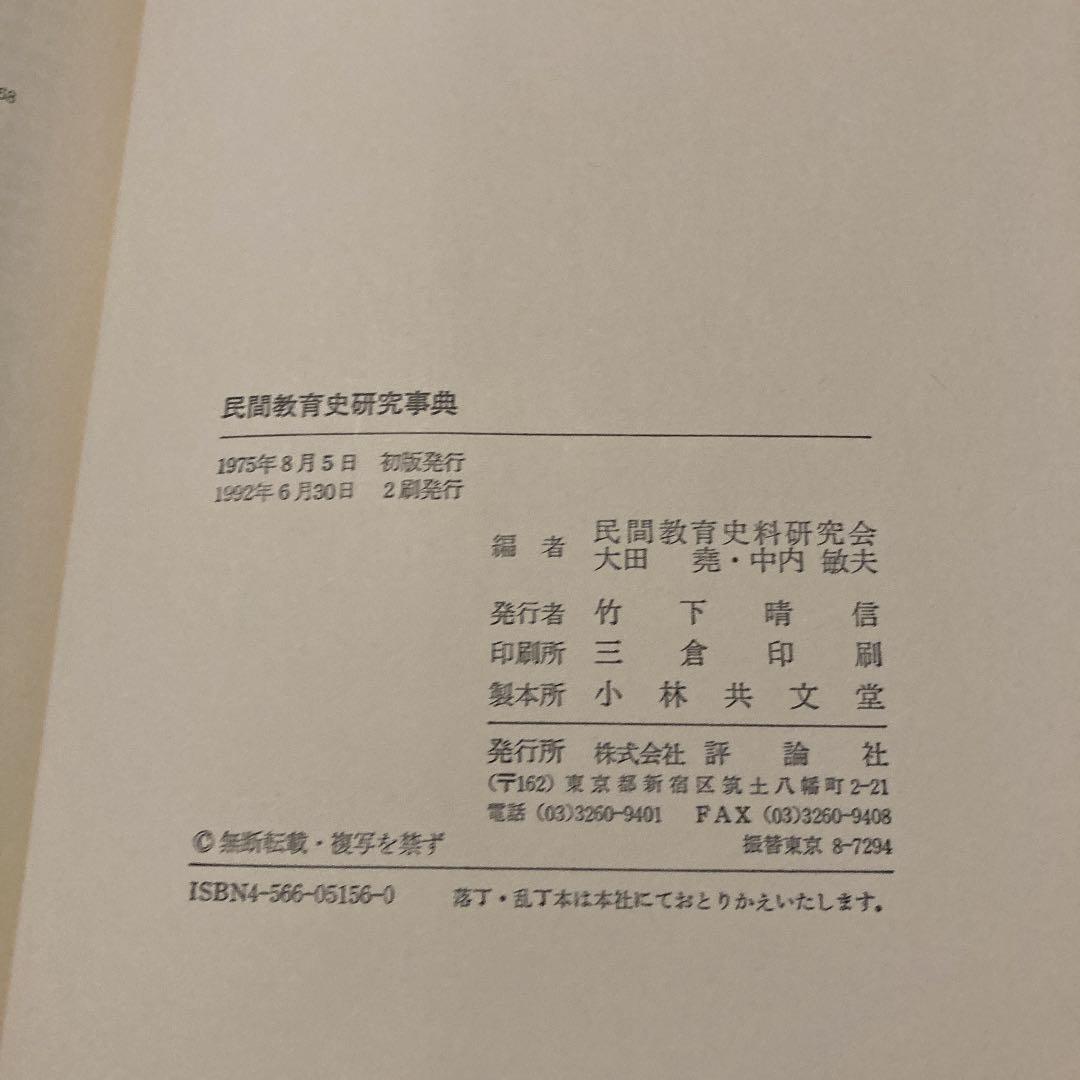 58
民間教育史研究事典
1975年8月5日 初版発行
1992年6月30日 2刷発行
編者 民間教育史料研究会
大田 堯・中内 敏夫
発行者 竹下晴信
印刷所 三倉印刷
製本所 小林共文堂
発行所 株式会社 評論社
(〒162) 東京都新宿区筑土八幡町2-21
電話 (03)3260-9401 FAX (03)3260-9408
振替東京 8-7294
©無断転載・複写を禁ず
ISBN4-566-05156-0 落丁・乱丁本は本社にておとりかえいたします。